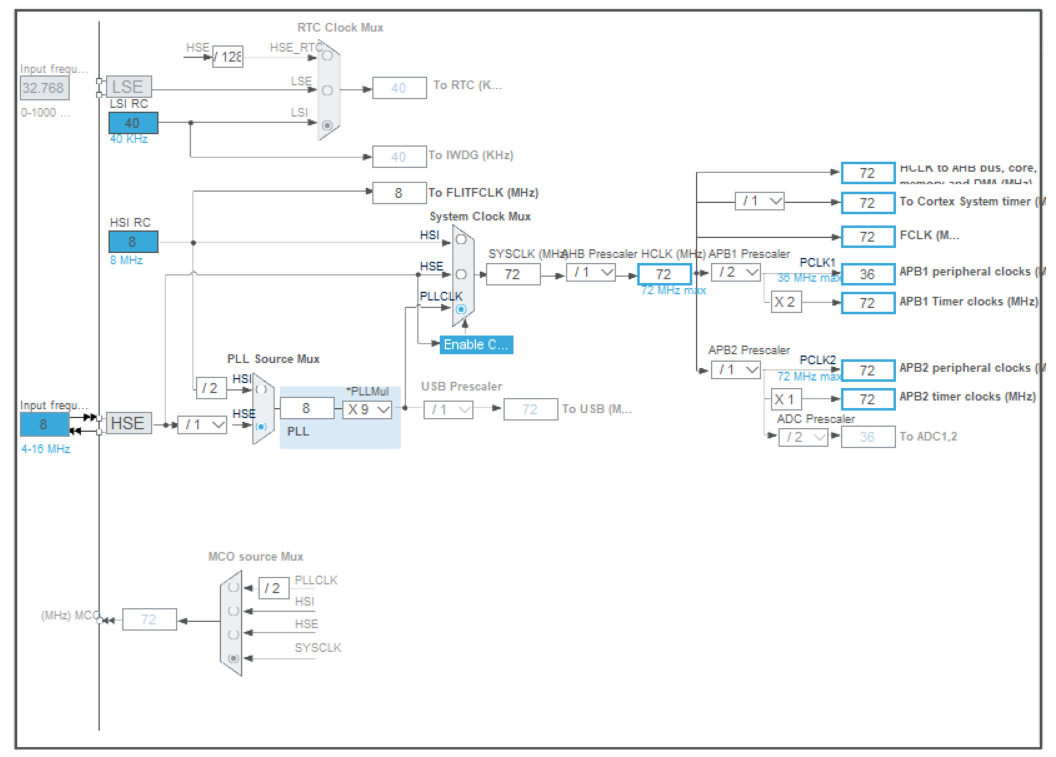 RTC Clock Mux
HSE
/ 128
HSE_RTC
Input frequ...
32.768
0-1000 ...
LSE
LSE
40
To RTC (K...
LSI RC
40
40 KHz
LSI
40
To IWDG (KHz)
8
To FLITFCLK (MHz)
System Clock Mux
HSI RC
8
8 MHz
HSI
HSE
PLLCLK
Enable C...
SYSCLK (MHz)
72
AHB Prescaler
/ 1
HCLK (MHz)
72
72 MHz max
72
HCLK to AHB bus, core,
memory and DMA (MHz)
/ 1
72
To Cortex System timer (M
72
FCLK (M...
APB1 Prescaler
/ 2
PCLK1
36 MHz max
36
APB1 peripheral clocks (M
X 2
72
APB1 Timer clocks (MHz)
APB2 Prescaler
/ 1
PCLK2
72 MHz max
72
APB2 peripheral clocks (M
X 1
72
APB2 timer clocks (MHz)
ADC Prescaler
/ 2
36
To ADC1,2
PLL Source Mux
/ 2
HSI
Input frequ...
8
4-16 MHz
HSE
/ 1
HSE
8
*PLLMul
X 9
PLL
USB Prescaler
/ 1
72
To USB (M...
MCO source Mux
/ 2
PLLCLK
HSI
HSE
SYSCLK
(MHz) MCO
72